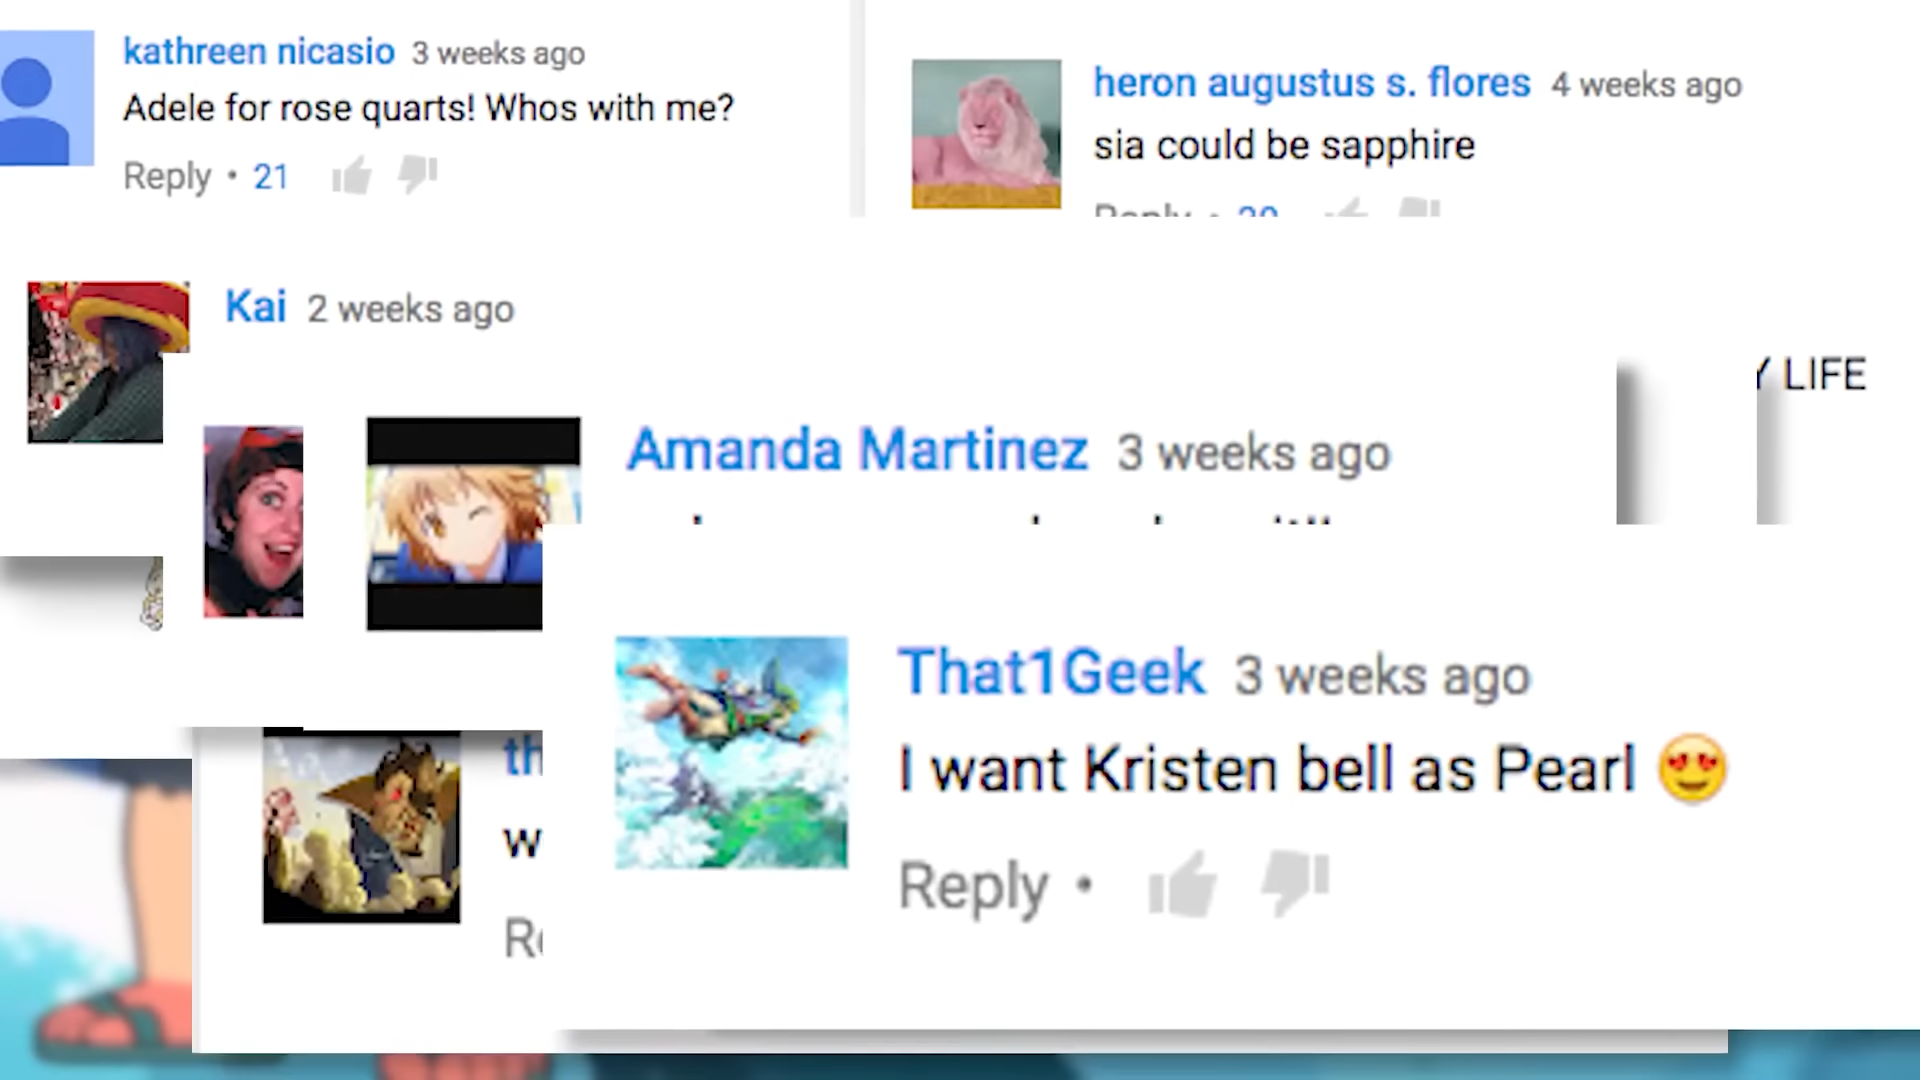 kathreen nicasio 3 weeks ago
Adele for rose quarts! Whos with me?
Reply • 21
heron augustus s. flores 4 weeks ago
sia could be sapphire
Reply • 20
Kai 2 weeks ago
LIFE
Amanda Martinez 3 weeks ago
That1Geek 3 weeks ago
I want Kristen bell as Pearl 😍
Reply •